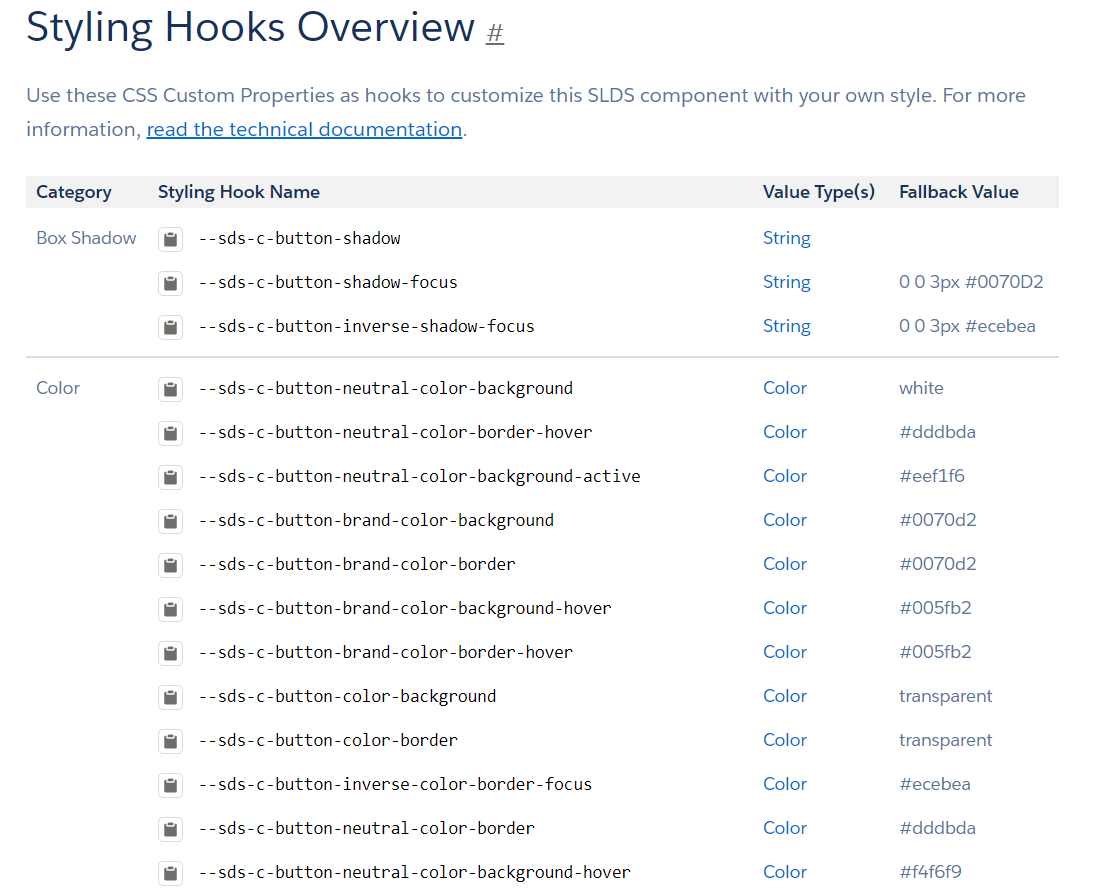 Styling Hooks Overview #
Use these CSS Custom Properties as hooks to customize this SLDS component with your own style. For more
information, read the technical documentation.
Category Styling Hook Name Value Type(s) Fallback Value
Box Shadow --sds-c-button-shadow String
--sds-c-button-shadow-focus String 0 0 3px #0070D2
--sds-c-button-inverse-shadow-focus String 0 0 3px #ecebea
Color --sds-c-button-neutral-color-background Color white
--sds-c-button-neutral-color-border-hover Color #dddbda
--sds-c-button-neutral-color-background-active Color #eef1f6
--sds-c-button-brand-color-background Color #0070d2
--sds-c-button-brand-color-border Color #0070d2
--sds-c-button-brand-color-background-hover Color #005fb2
--sds-c-button-brand-color-border-hover Color #005fb2
--sds-c-button-color-background Color transparent
--sds-c-button-color-border Color transparent
--sds-c-button-inverse-color-border-focus Color #ecebea
--sds-c-button-neutral-color-border Color #dddbda
--sds-c-button-neutral-color-background-hover Color #f4f6f9